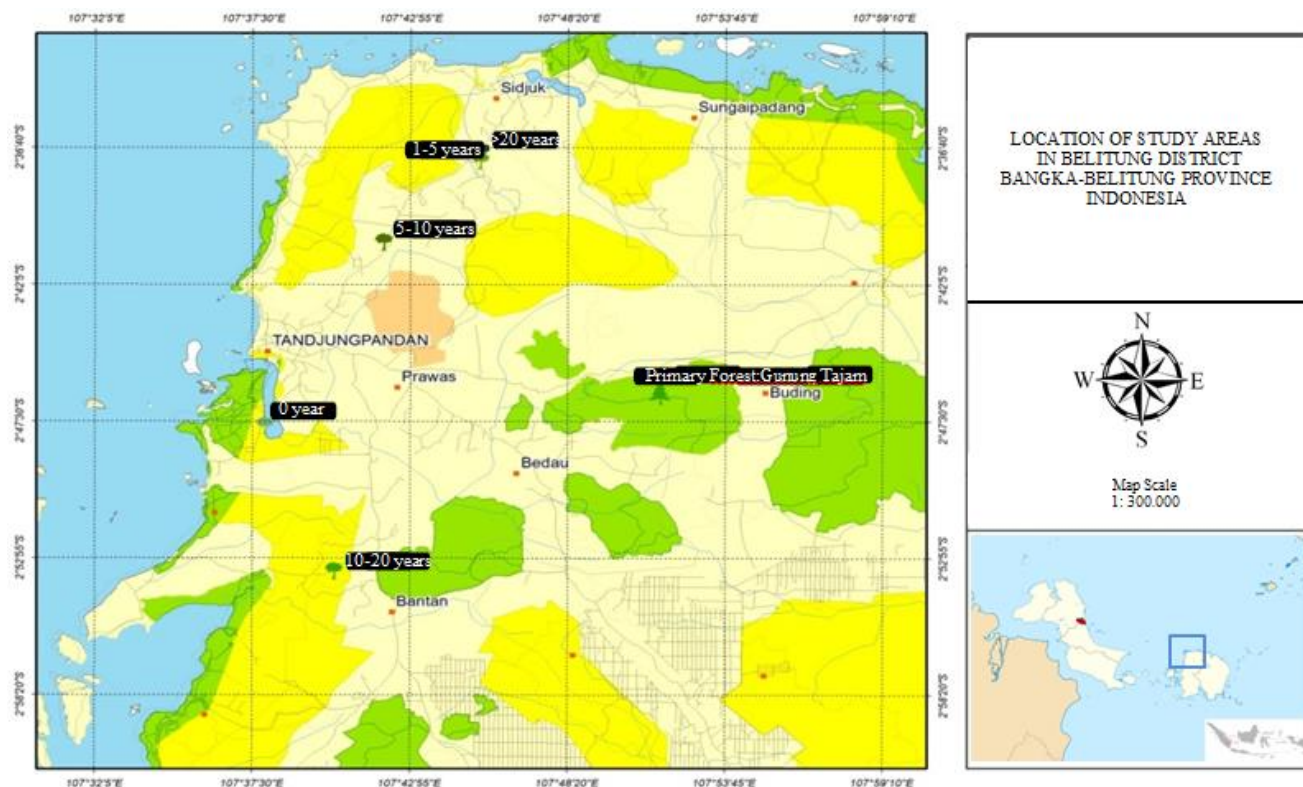 107°32'5"E 107°37'30"E 107°42'55"E 107°48'20"E 107°53'45"E 107°59'10"E
Sidjuk
Sungaipadang
2°36'40"S 2°36'40"S
>20 years
1-5 years
5-10 years
2°42'5"S 2°42'5"S
TANDJUNGPANDAN
Prawas
Primary Forest:Gunung Tajam
Buding
0 year
2°47'30"S 2°47'30"S
Bedau
2°52'55"S 2°52'55"S
10-20 years
Bantan
2°58'20"S 2°58'20"S
107°32'5"E 107°37'30"E 107°42'55"E 107°48'20"E 107°53'45"E 107°59'10"E
LOCATION OF STUDY AREAS
IN BELITUNG DISTRICT
BANGKA-BELITUNG PROVINCE
INDONESIA
N
W E
S
Map Scale
1: 300.000